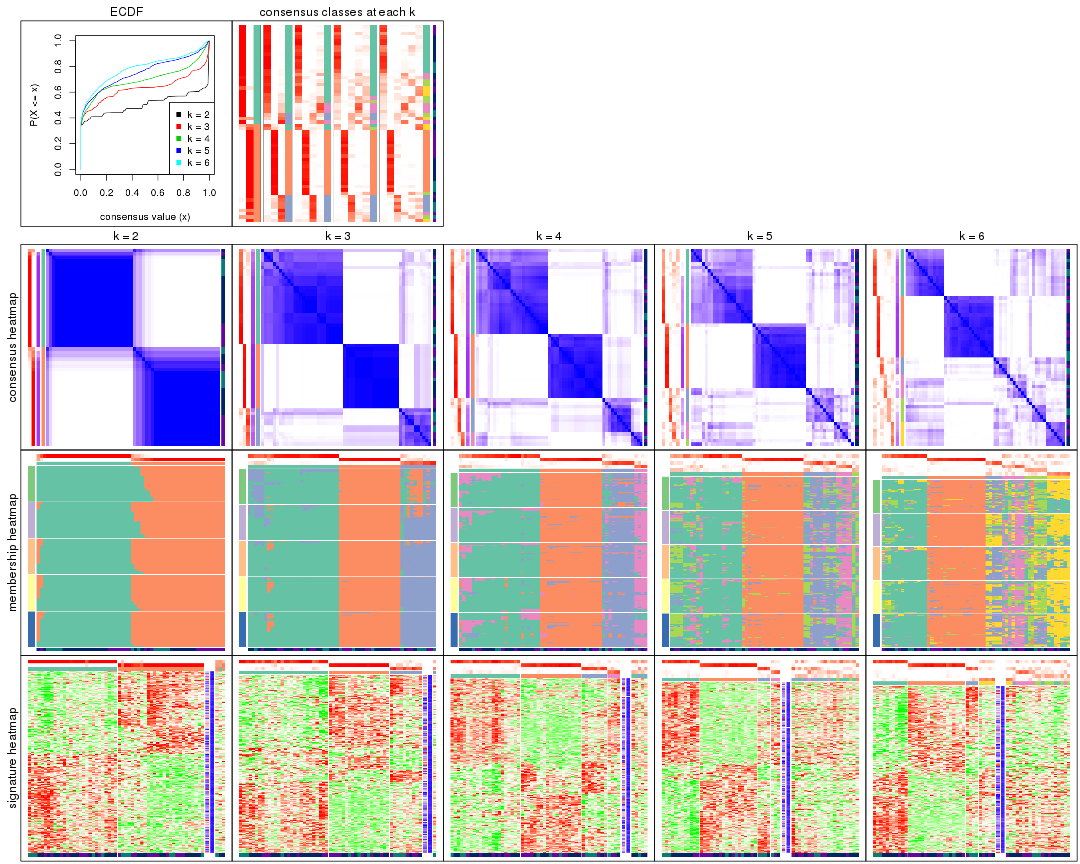 ECDF
consensus classes at each k
P(X <= x)
0.0 0.2 0.4 0.6 0.8 1.0
k = 2
k = 3
k = 4
k = 5
k = 6
0.0 0.2 0.4 0.6 0.8 1.0
consensus value (x)
k = 2 k = 3 k = 4 k = 5 k = 6
consensus heatmap
membership heatmap
signature heatmap